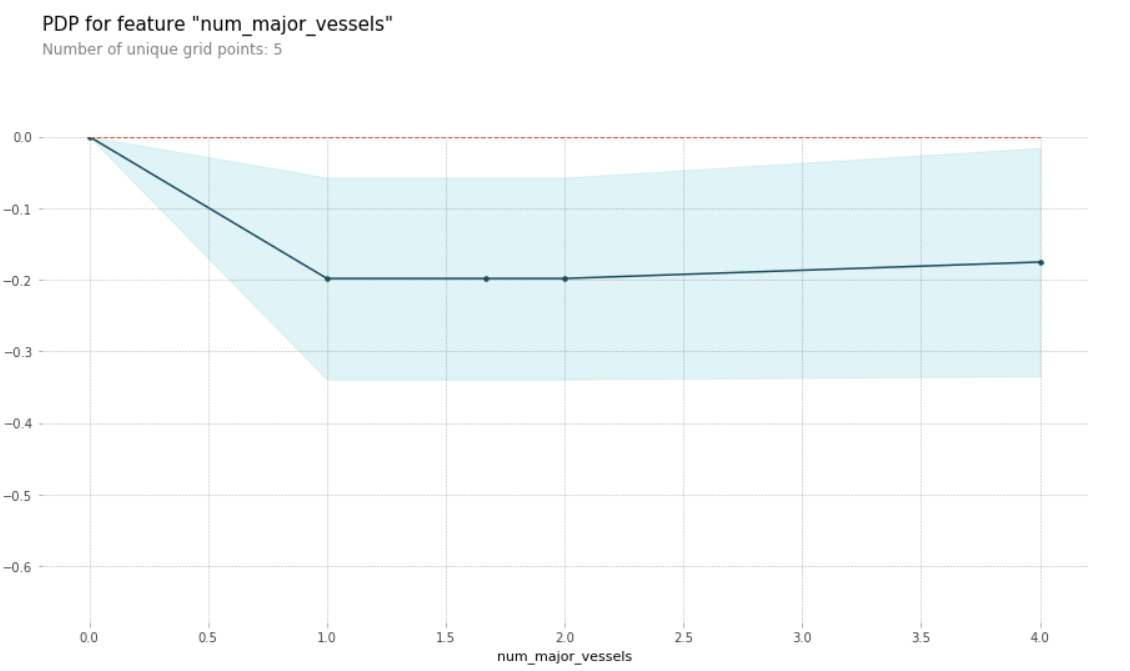 PDP for feature "num_major_vessels"
Number of unique grid points: 5
0.0
−0.1
−0.2
−0.3
−0.4
−0.5
−0.6
0.0 0.5 1.0 1.5 2.0 2.5 3.0 3.5 4.0
num_major_vessels